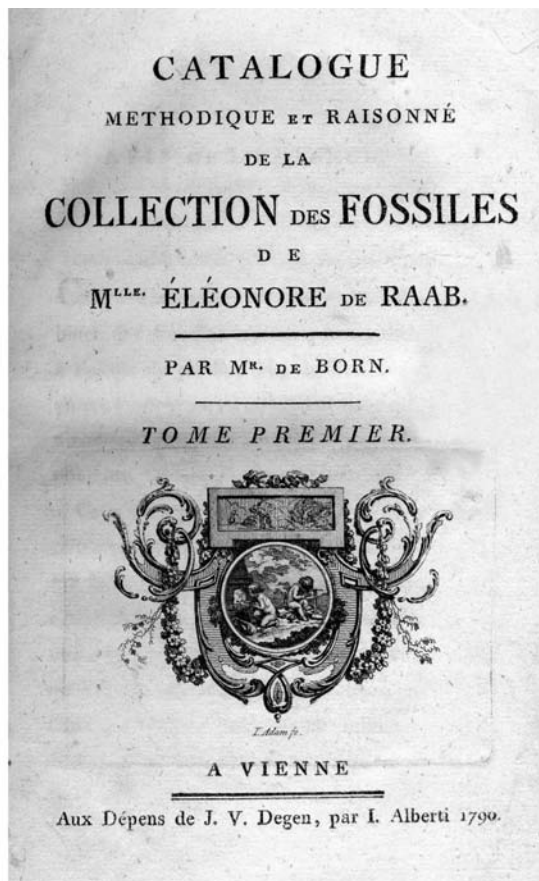 CATALOGUE
METHODIQUE ET RAISONNÉ
DE LA
COLLECTION DES FOSSILES
DE
MLLE. ÉLÉONORE DE RAAB.
PAR MR. DE BORN.
TOME PREMIER.
I. Adam fc.
A VIENNE
Aux Dépens de J. V. Degen, par I. Alberti 1790.